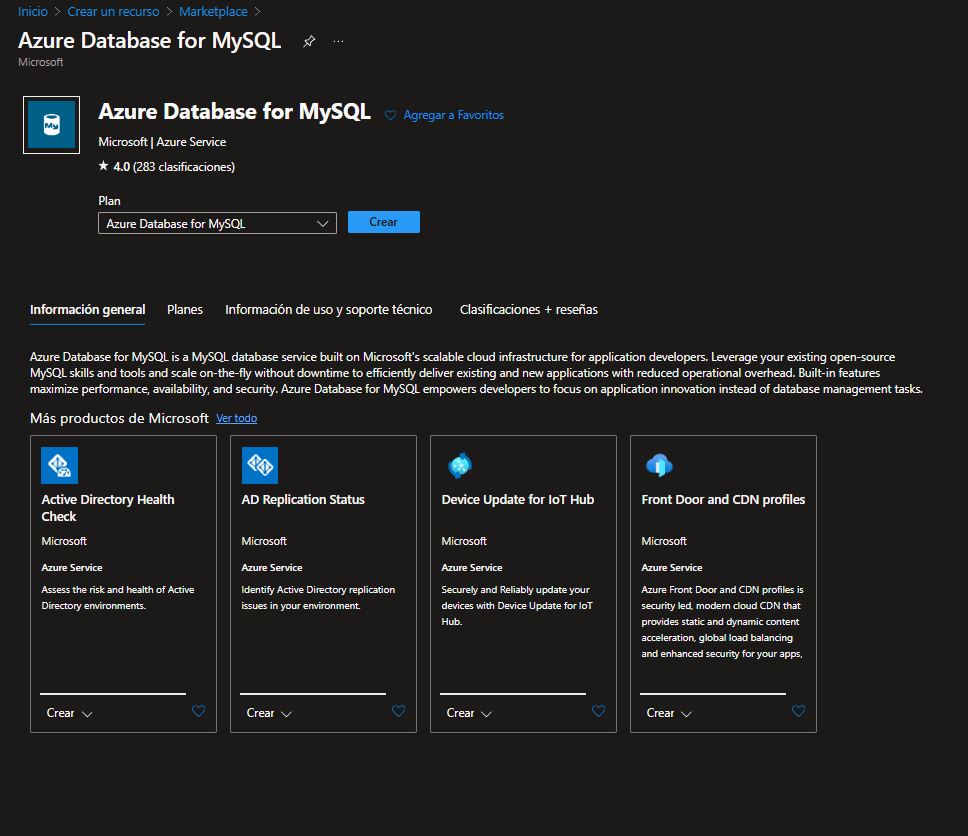 Inicio > Crear un recurso > Marketplace >
Azure Database for MySQL ...
Microsoft
My
Azure Database for MySQL Agregar a Favoritos
Microsoft | Azure Service
★ 4.0 (283 clasificaciones)
Plan
Azure Database for MySQL Crear
Información general Planes Información de uso y soporte técnico Clasificaciones + reseñas
Azure Database for MySQL is a MySQL database service built on Microsoft's scalable cloud infrastructure for application developers. Leverage your existing open-source
MySQL skills and tools and scale on-the-fly without downtime to efficiently deliver existing and new applications with reduced operational overhead. Built-in features
maximize performance, availability, and security. Azure Database for MySQL empowers developers to focus on application innovation instead of database management tasks.
Más productos de Microsoft Ver todo
Active Directory Health
Check
Microsoft
Azure Service
Assess the risk and health of Active
Directory environments.
Crear
AD Replication Status
Microsoft
Azure Service
Identify Active Directory replication
issues in your environment.
Crear
Device Update for IoT Hub
Microsoft
Azure Service
Securely and Reliably update your
devices with Device Update for IoT
Hub.
Crear
Front Door and CDN profiles
Microsoft
Azure Service
Azure Front Door and CDN profiles is
security led, modern cloud CDN that
provides static and dynamic content
acceleration, global load balancing
and enhanced security for your apps,
Crear